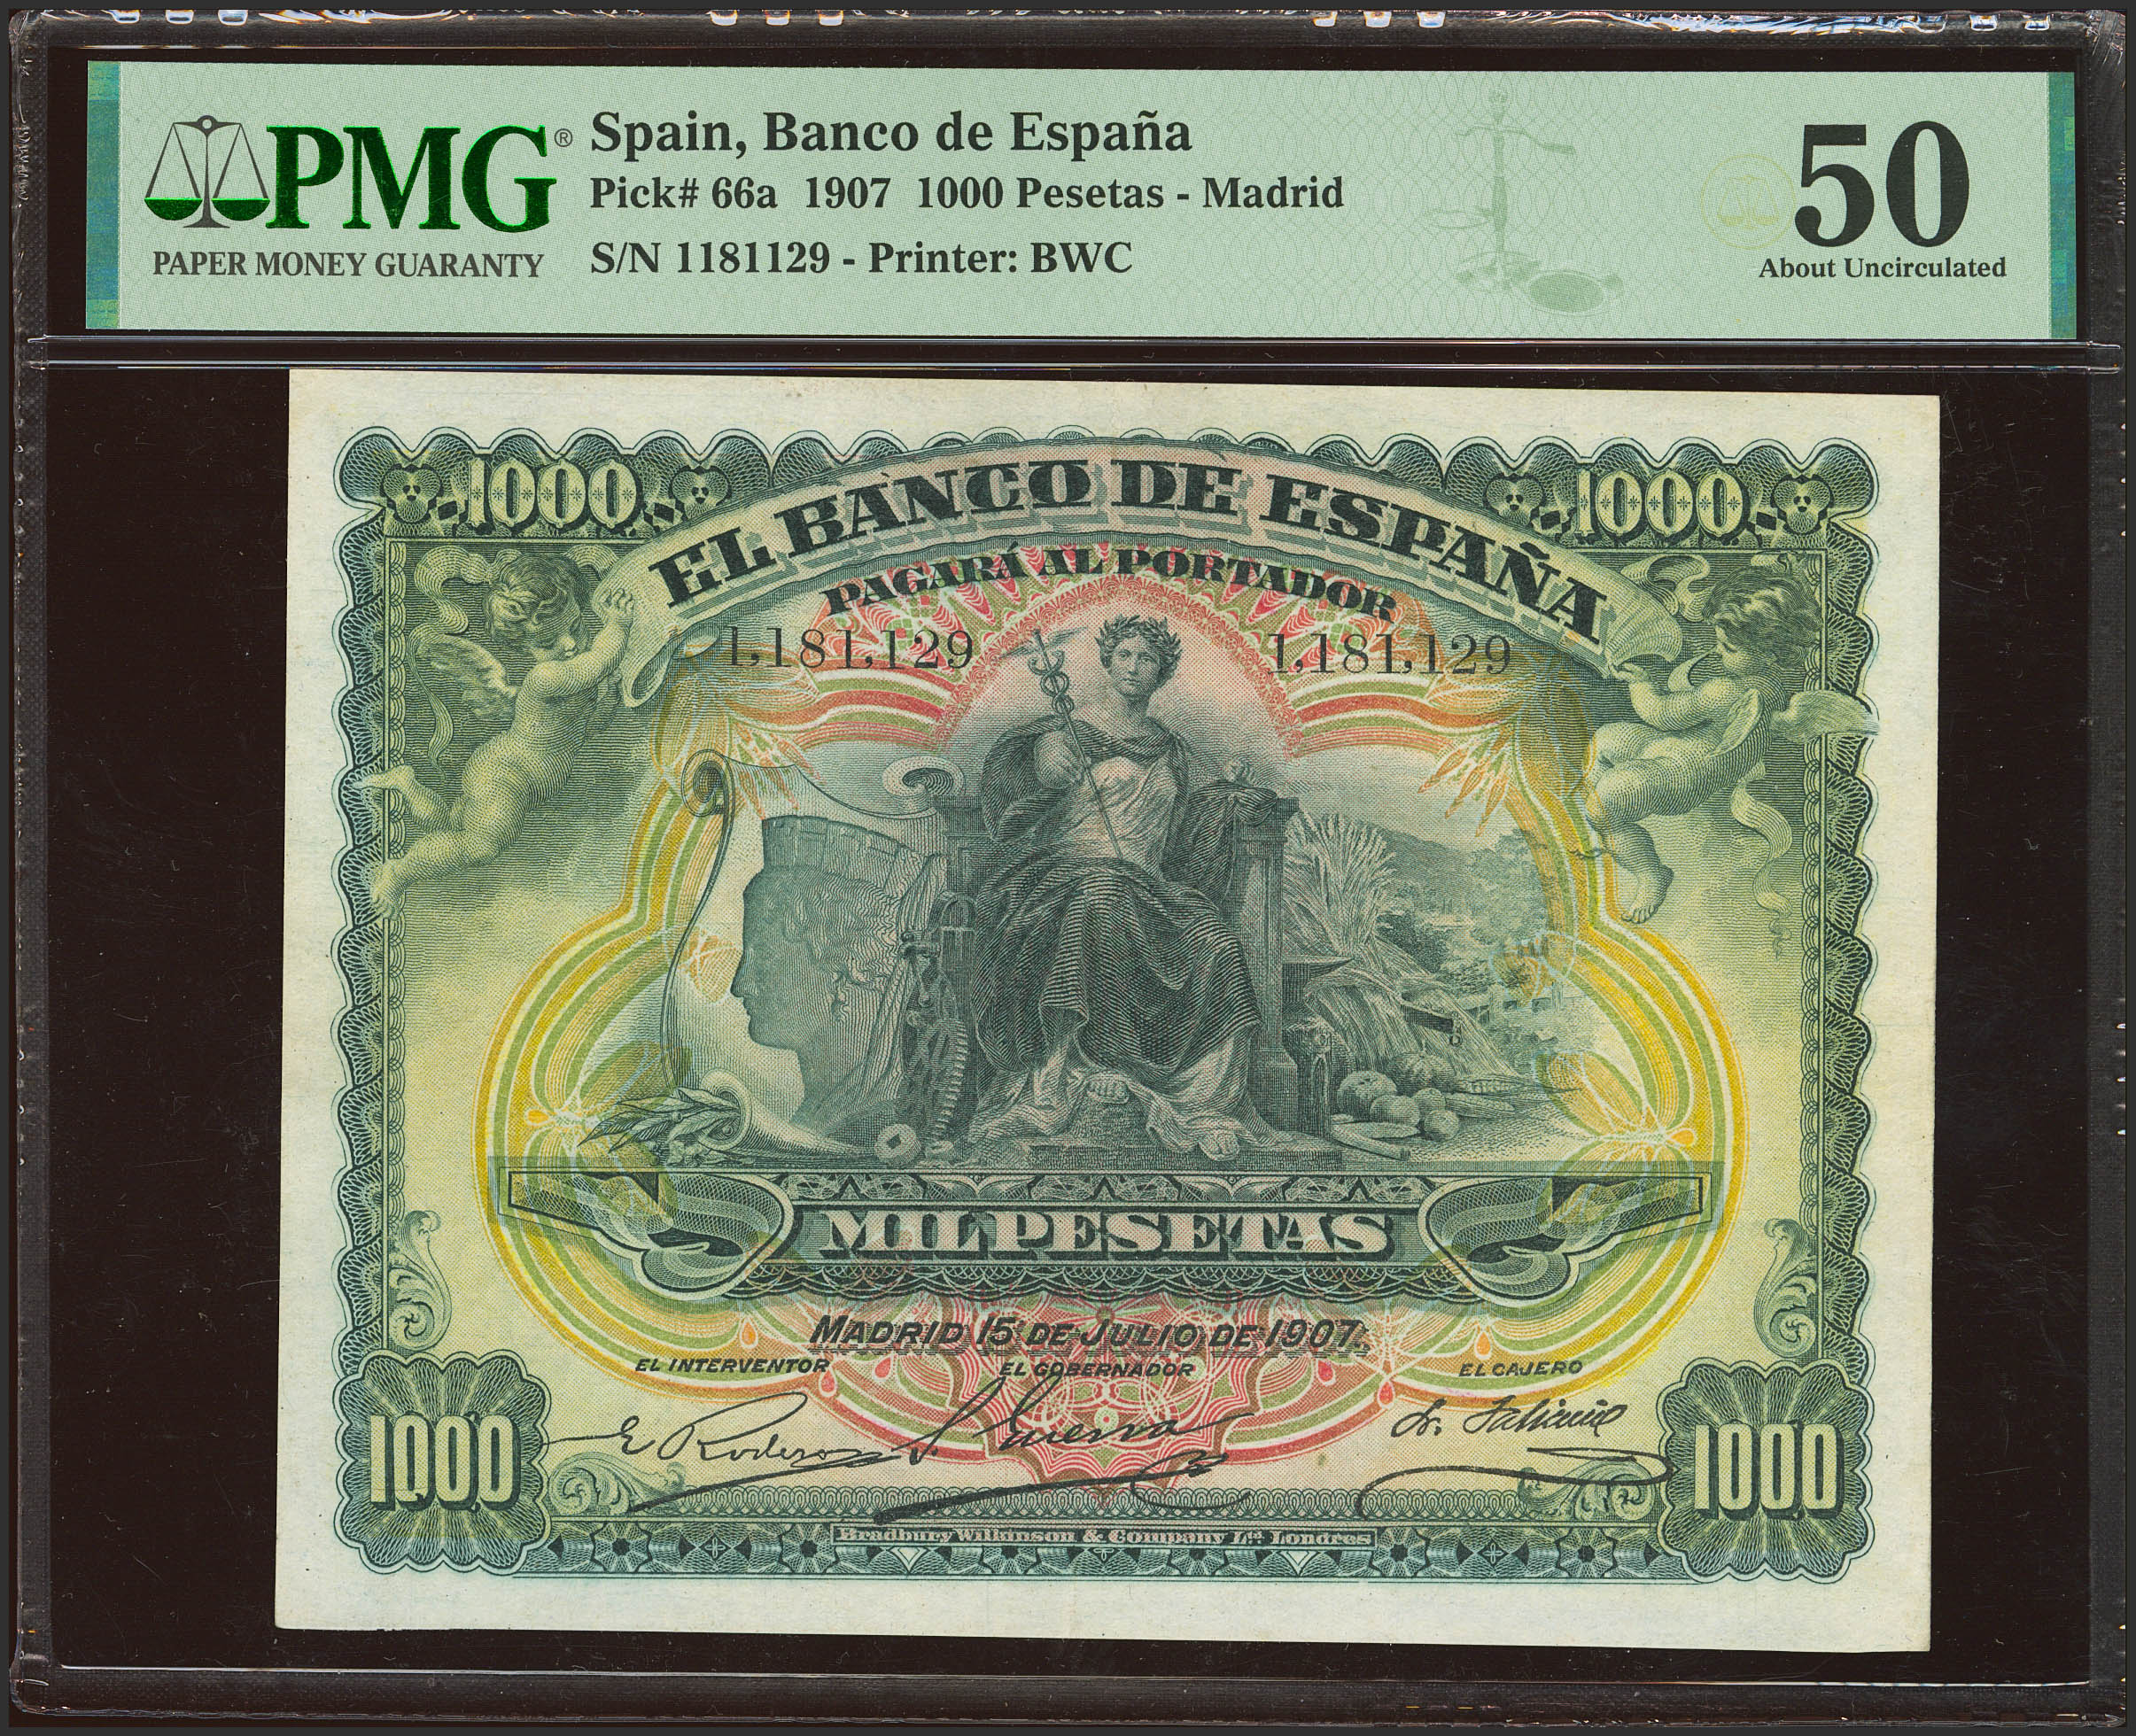 PMG®
PAPER MONEY GUARANTY
Spain, Banco de España
Pick# 66a 1907 1000 Pesetas - Madrid
S/N 1181129 - Printer: BWC
50
About Uncirculated
1000
1000
EL BANCO DE ESPAÑA
PAGARÁ AL PORTADOR
1,181,129
1,181,129
MIL PESETAS
MADRID 15 DE JULIO DE 1907.
EL INTERVENTOR
EL GOBERNADOR
EL CAJERO
1000
1000
Bradbury Wilkinson & Company Ltd. Londres